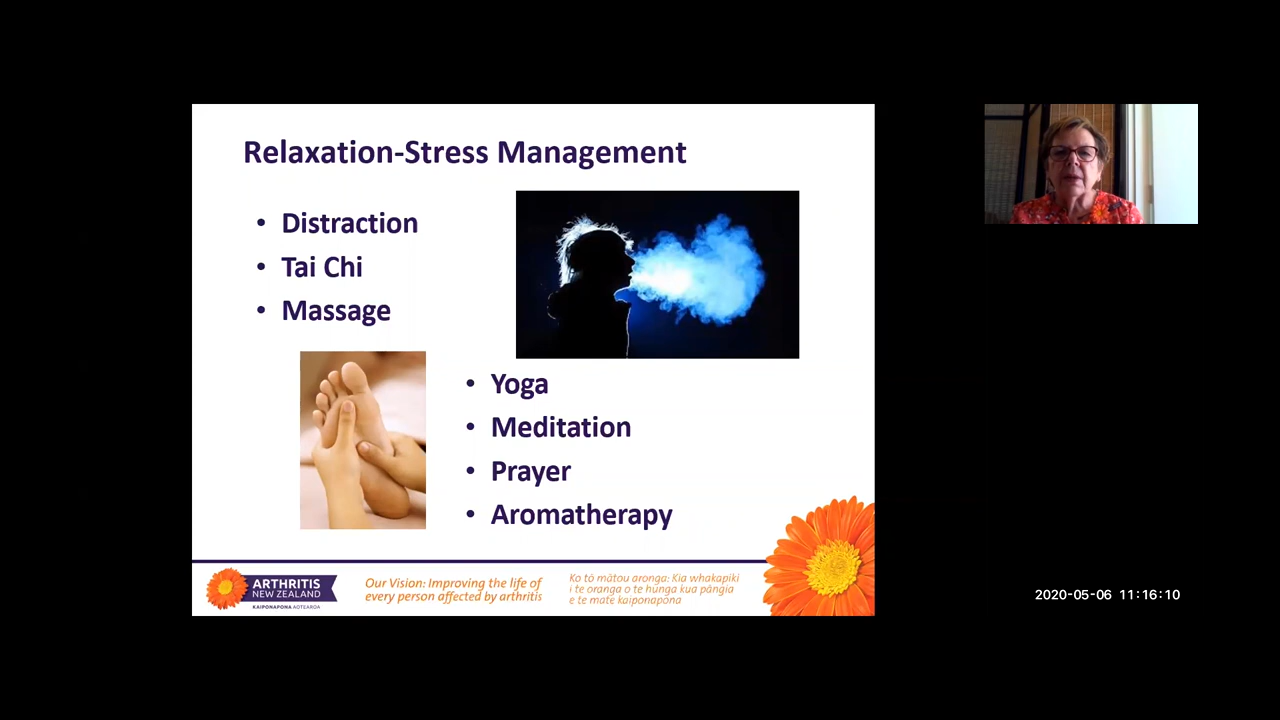 Relaxation-Stress Management
• Distraction
• Tai Chi
• Massage
• Yoga
• Meditation
• Prayer
• Aromatherapy
ARTHRITIS
NEW ZEALAND
KAIPONAPONA AOTEAROA
Our Vision: Improving the life of
every person affected by arthritis
Ko tō mātou aronga: Kia whakapiki
i te oranga o te hunga kua pāngia
e te mate kaiponapona
2020-05-06 11:16:10